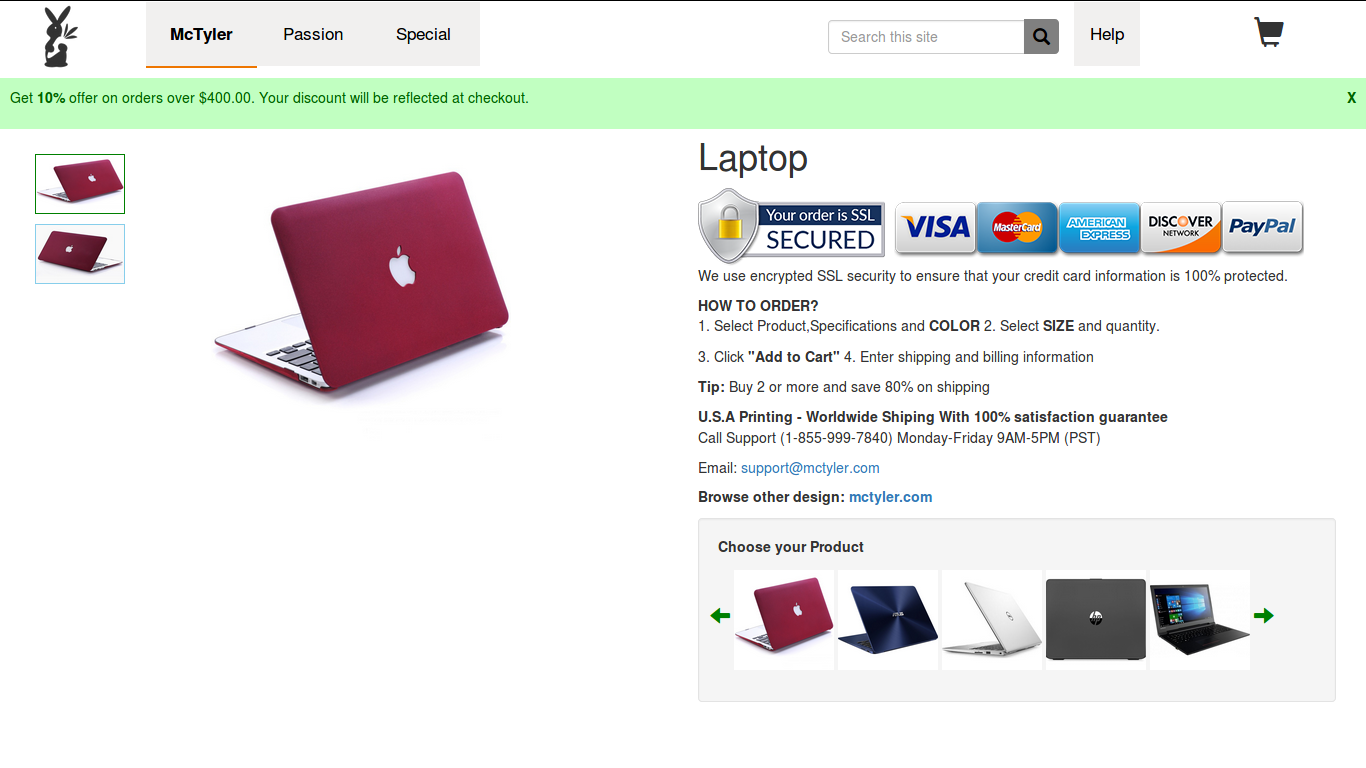 McTyler Passion Special Search this site Help
Get 10% offer on orders over $400.00. Your discount will be reflected at checkout. X
Laptop
Your order is SSL
SECURED
VISA MasterCard AMERICAN EXPRESS DISCOVER NETWORK PayPal
We use encrypted SSL security to ensure that your credit card information is 100% protected.
HOW TO ORDER?
1. Select Product,Specifications and COLOR 2. Select SIZE and quantity.
3. Click "Add to Cart" 4. Enter shipping and billing information
Tip: Buy 2 or more and save 80% on shipping
U.S.A Printing - Worldwide Shiping With 100% satisfaction guarantee
Call Support (1-855-999-7840) Monday-Friday 9AM-5PM (PST)
Email: support@mctyler.com
Browse other design: mctyler.com
Choose your Product
ASUS
hp